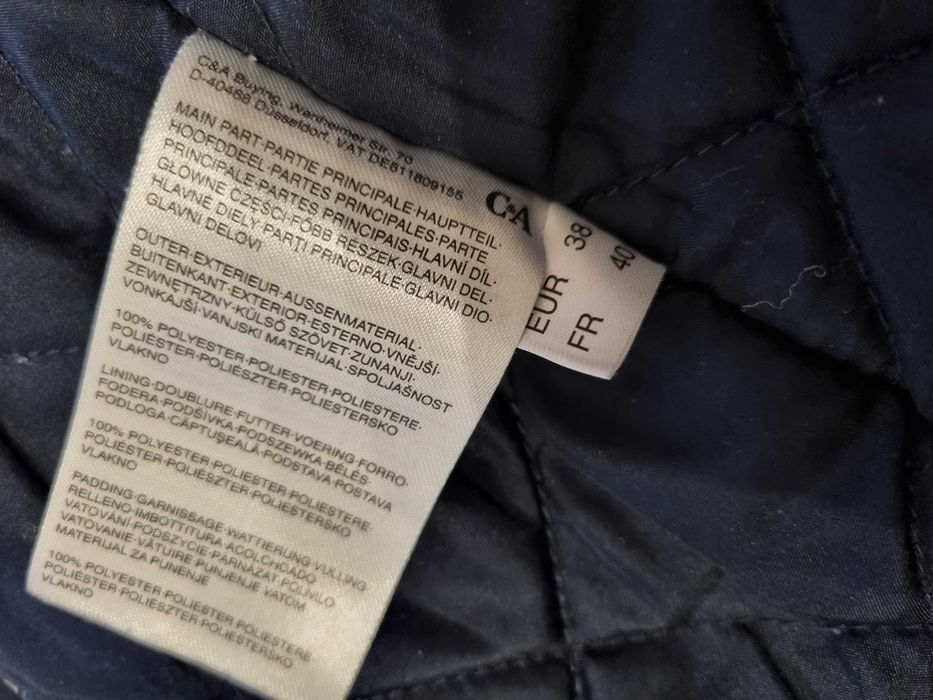 C&A Buying, Wanheimer Str. 70
D-40468 Düsseldorf, VAT DE811809155
C&A
MAIN PART·PARTIE PRINCIPALE·HAUPTTEIL·
HOOFDDEEL·PARTES PRINCIPALES·PARTE
PRINCIPALE·PARTES PRINCIPAIS·HLAVNÍ DÍL·
GŁÓWNE CZĘŚCI·FŐBB RÉSZEK·GLAVNI DEL·
HLAVNÉ DIELY·PĂRȚI PRINCIPALE·GLAVNI DIO·
GLAVNI DELOVI
OUTER·EXTERIEUR·AUSSENMATERIAL·
BUITENKANT·EXTERIOR·ESTERNO·VNĚJŠÍ·
ZEWNĘTRZNY·KÜLSŐ SZÖVET·ZUNANJI·
VONKAJŠÍ·VANJSKI MATERIJAL·SPOLJAŠNOST
100% POLYESTER·POLIESTER·POLIESTERE·
POLIÉSTER·POLIÉSZTER·POLIESTERSKO
VLAKNO
LINING·DOUBLURE·FUTTER·VOERING·FORRO·
FODERA·PODŠÍVKA·PODSZEWKA·BÉLÉS·
PODLOGA·CĂPTUȘEALĂ·PODSTAVA·POSTAVA
100% POLYESTER·POLIESTER·POLIESTERE
POLIÉSTER·POLIÉSZTER·POLIESTERSKO
VLAKNO
PADDING·GARNISSAGE·WATTIERUNG·VULLING
RELLENO·IMBOTTITURA·ACOLCHOADO
VATOVÁNÍ·PODSZYCIE·PÁRNÁZAT·POLNILO
VATOVANIE·VĂTUIRE·PUNJENJE VATOM
MATERIJAL ZA PUNENJE
100% POLYESTER·POLIESTER·POLIESTERE
POLIÉSTER·POLIÉSZTER·POLIESTERSKO
VLAKNO
EUR 38
FR 40